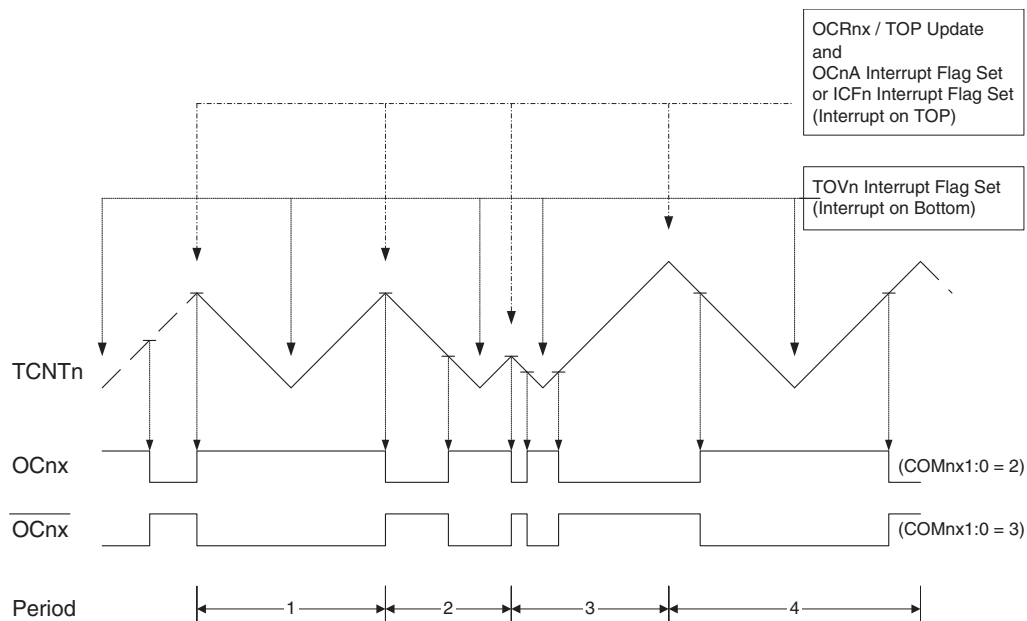 OCRnx / TOP Update
and
OCnA Interrupt Flag Set
or ICFn Interrupt Flag Set
(Interrupt on TOP)
TOVn Interrupt Flag Set
(Interrupt on Bottom)
TCNTn
OCnx
(COMnx1:0 = 2)
OCnx
(COMnx1:0 = 3)
Period
1
2
3
4